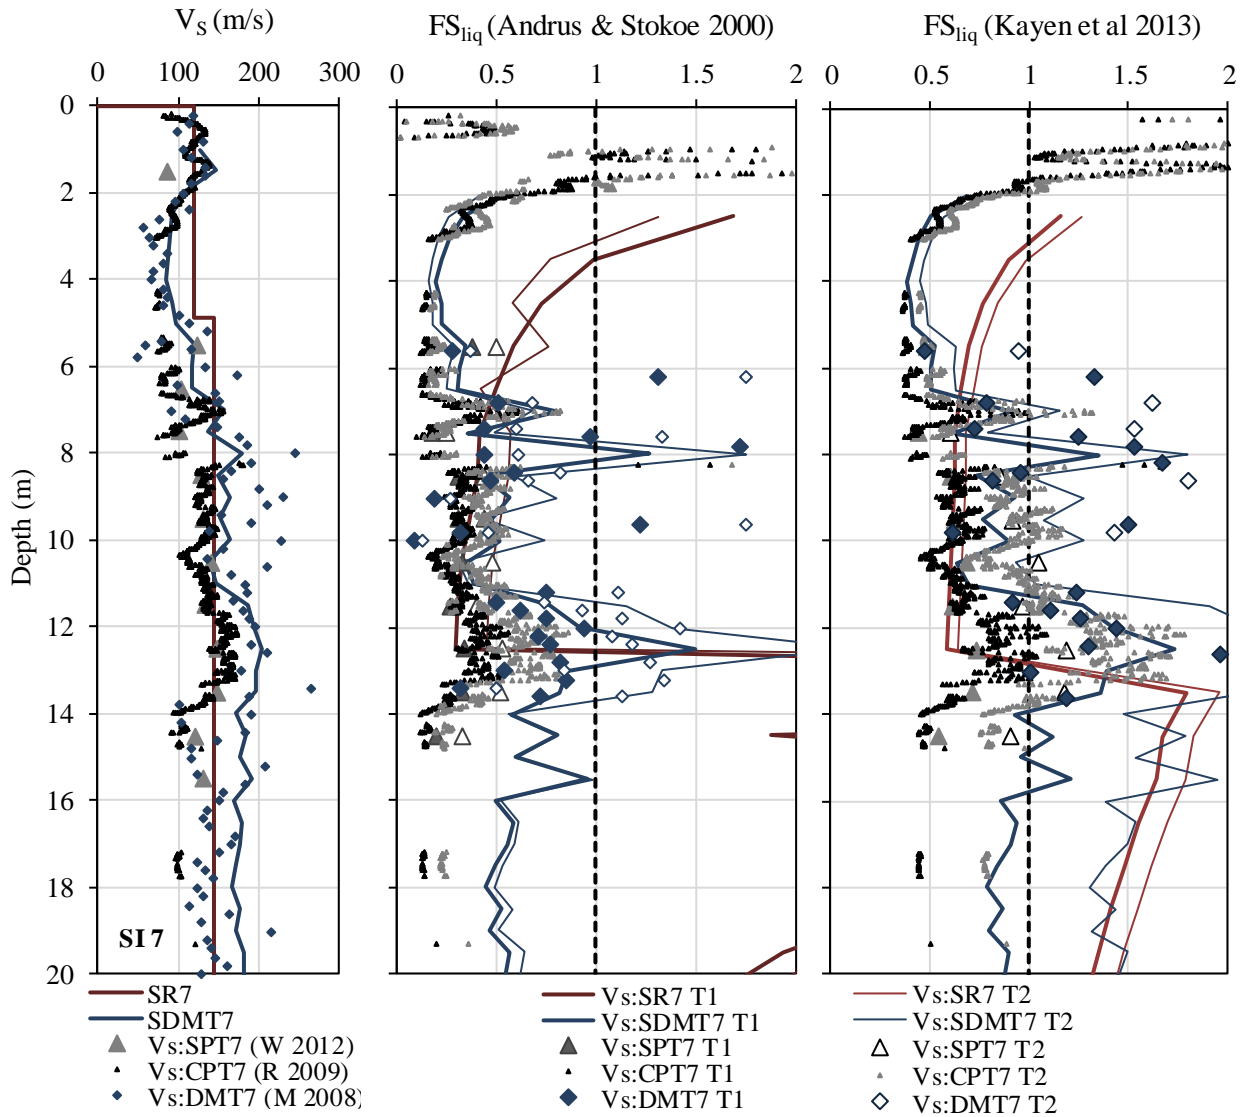 V_S (m/s)
FS_liq (Andrus & Stokoe 2000)
FS_liq (Kayen et al 2013)
0 100 200 300
0 0.5 1 1.5 2
0 0.5 1 1.5 2
0
2
4
6
8
10
12
14
16
18
20
Depth (m)
SI 7
SR7
SDMT7
Vs:SPT7 (W 2012)
Vs:CPT7 (R 2009)
Vs:DMT7 (M 2008)
Vs:SR7 T1
Vs:SDMT7 T1
Vs:SPT7 T1
Vs:CPT7 T1
Vs:DMT7 T1
Vs:SR7 T2
Vs:SDMT7 T2
Vs:SPT7 T2
Vs:CPT7 T2
Vs:DMT7 T2